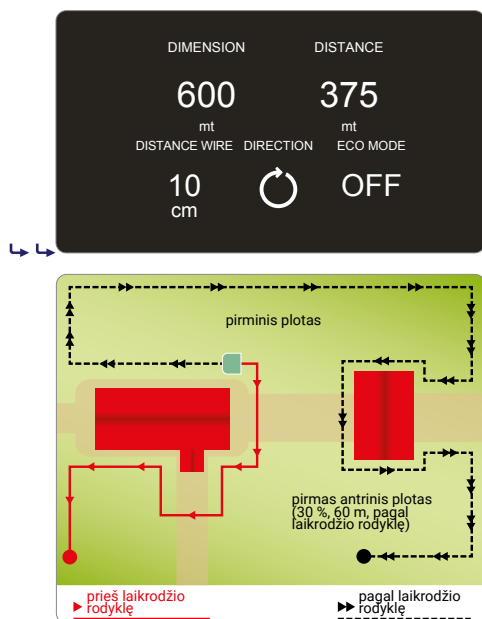 DIMENSION DISTANCE
600 375
mt mt
DISTANCE WIRE DIRECTION ECO MODE
10 OFF
cm
pirminis plotas
pirmas antrinis plotas
(30 %, 60 m, pagal
laikrodžio rodyklę)
prieš laikrodžio
rodyklę
pagal laikrodžio
rodyklę